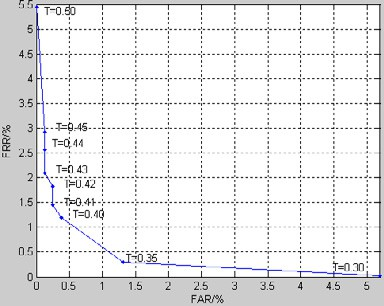 5.5
T=0.50
5
4.5
4
3.5
FRR/%
3
T=0.45
T=0.44
2.5
T=0.43
2
T=0.42
1.5
T=0.41
T=0.40
1
0.5
T=0.35
T=0.30
0
0 0.5 1 1.5 2 2.5 3 3.5 4 4.5 5
FAR/%